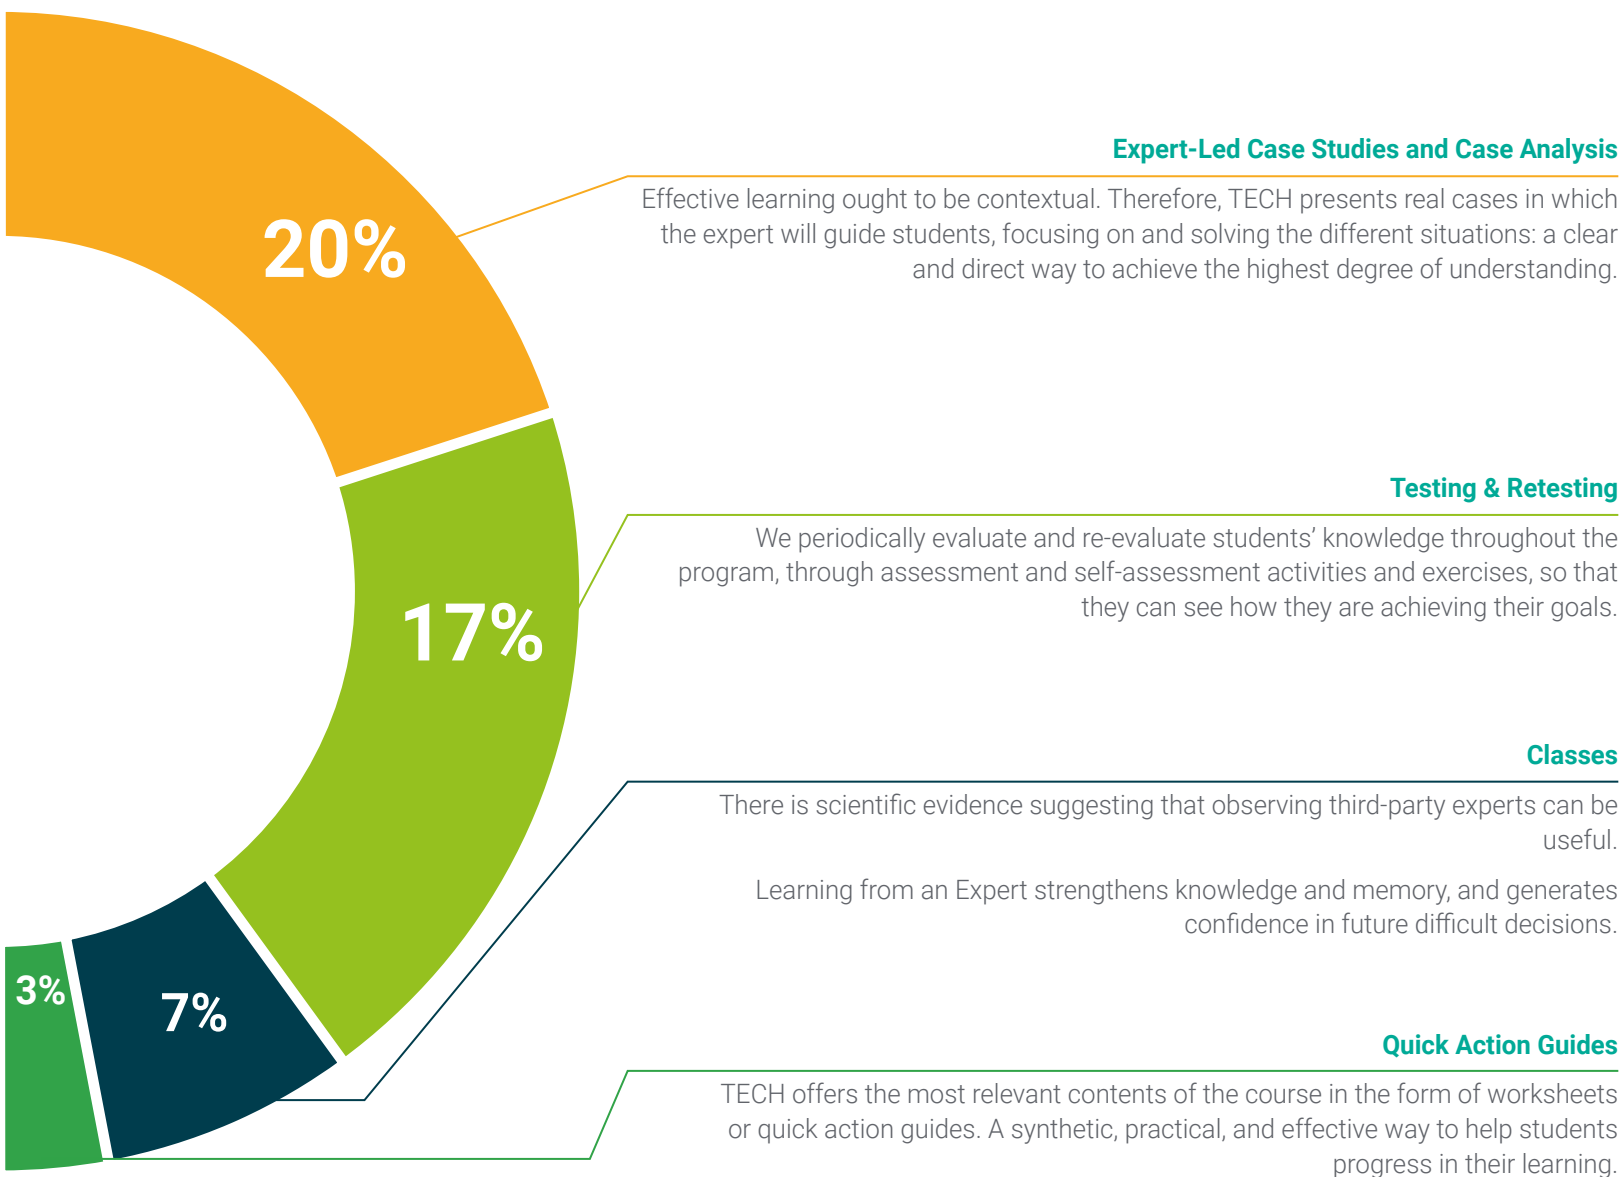 20%
Expert-Led Case Studies and Case Analysis
Effective learning ought to be contextual. Therefore, TECH presents real cases in which
the expert will guide students, focusing on and solving the different situations: a clear
and direct way to achieve the highest degree of understanding.
17%
Testing & Retesting
We periodically evaluate and re-evaluate students’ knowledge throughout the
program, through assessment and self-assessment activities and exercises, so that
they can see how they are achieving their goals.
7%
Classes
There is scientific evidence suggesting that observing third-party experts can be
useful.
Learning from an Expert strengthens knowledge and memory, and generates
confidence in future difficult decisions.
3%
Quick Action Guides
TECH offers the most relevant contents of the course in the form of worksheets
or quick action guides. A synthetic, practical, and effective way to help students
progress in their learning.